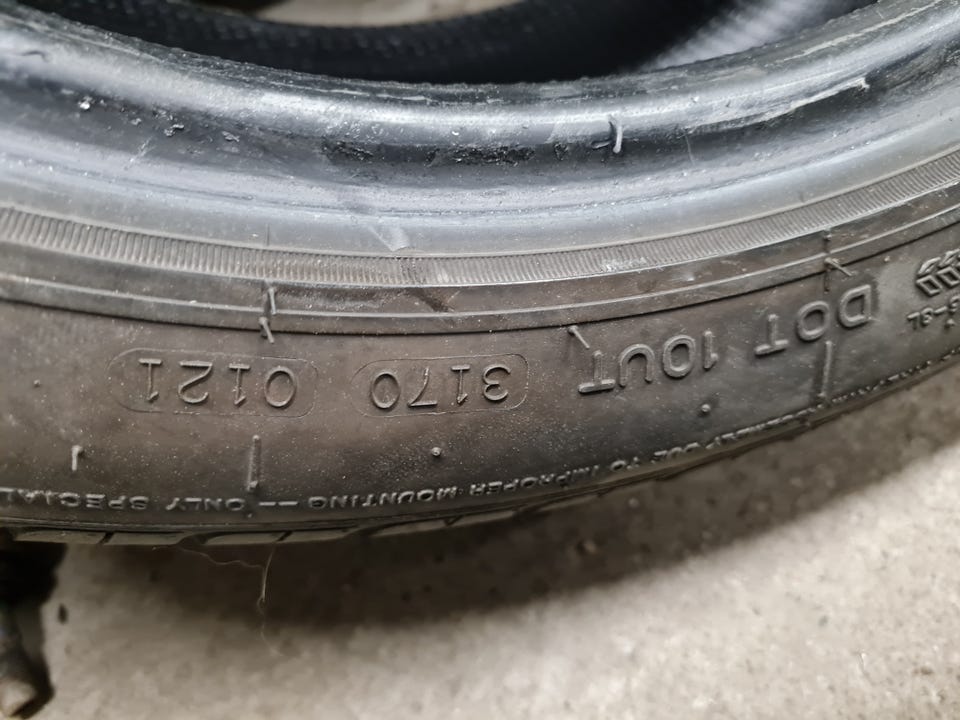 DUE TO IMPROPER MOUNTING — ONLY SPECIAL
DOT 10UT 3170 0121